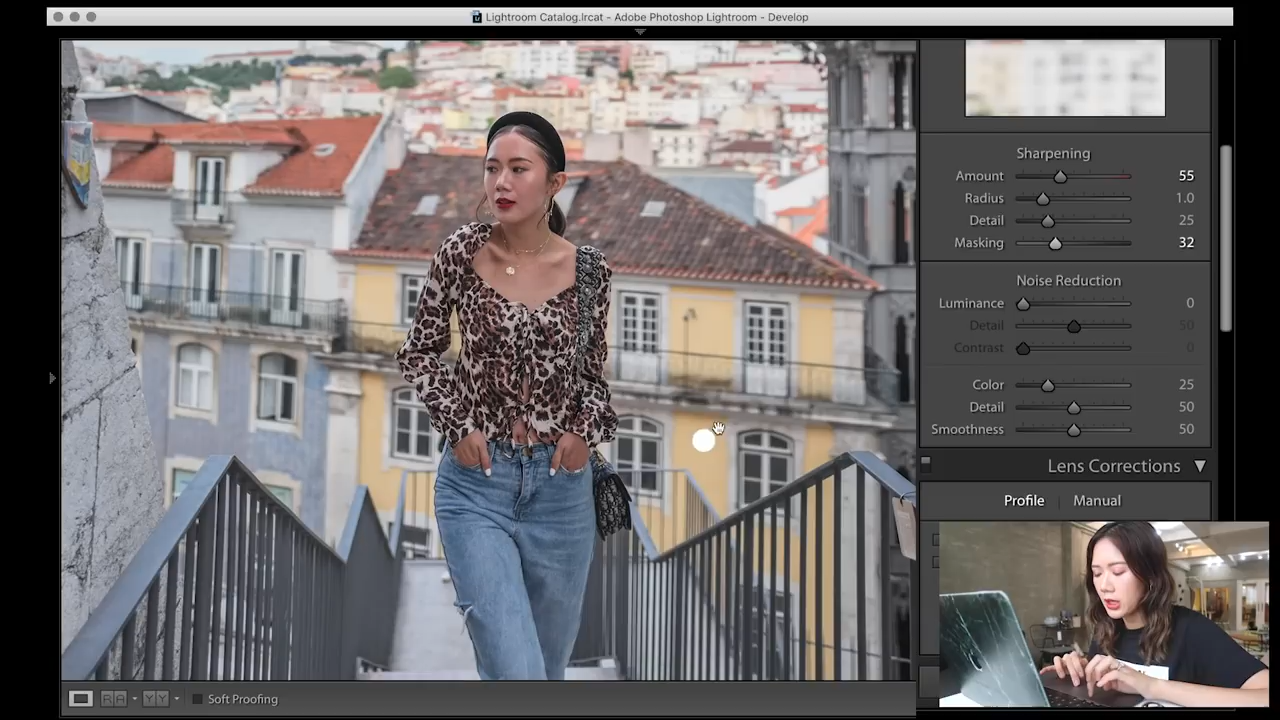 Lightroom Catalog.lrcat - Adobe Photoshop Lightroom - Develop
Sharpening
Amount 55
Radius 1.0
Detail 25
Masking 32
Noise Reduction
Luminance 0
Detail 50
Contrast 0
Color 25
Detail 50
Smoothness 50
Lens Corrections
Profile | Manual
R A Y Y Soft Proofing